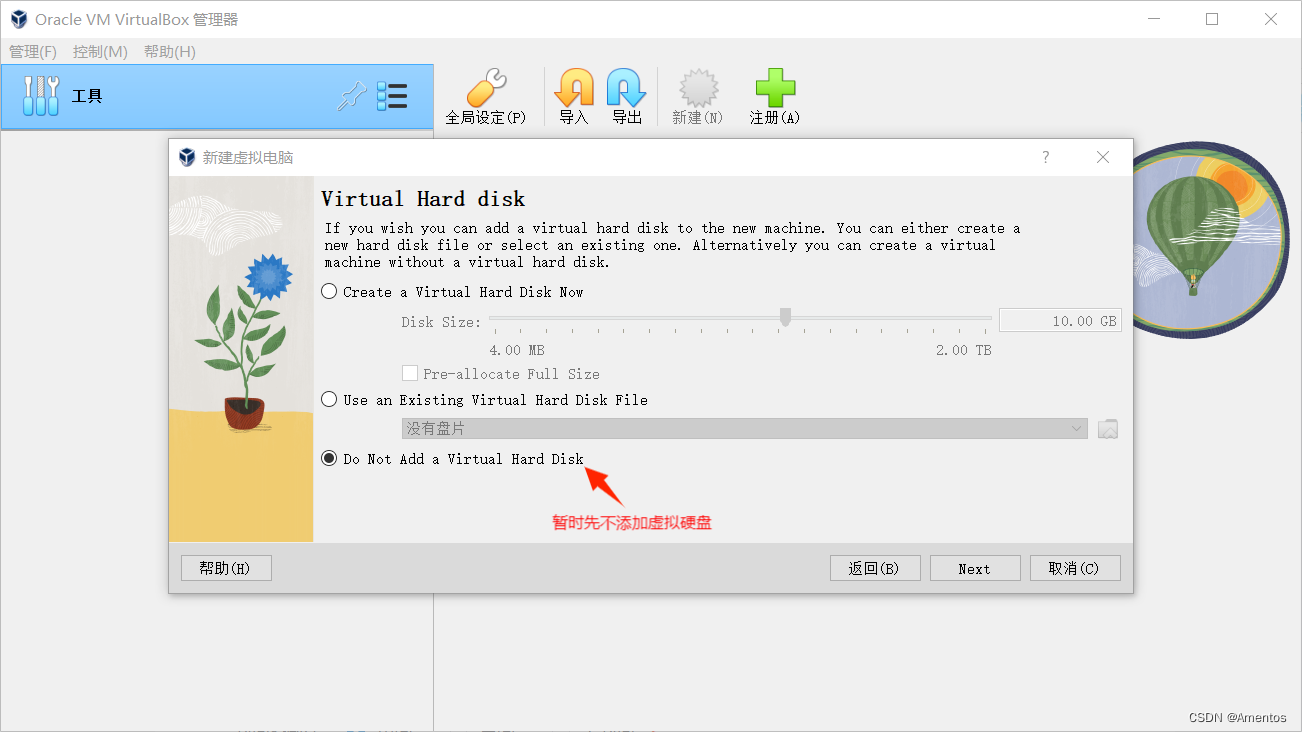 Oracle VM VirtualBox 管理器
管理(F) 控制(M) 帮助(H)
工具
全局设定(P) 导入 导出 新建(N) 注册(A)
新建虚拟电脑 ?
Virtual Hard disk
If you wish you can add a virtual hard disk to the new machine. You can either create a
new hard disk file or select an existing one. Alternatively you can create a virtual
machine without a virtual hard disk.
Create a Virtual Hard Disk Now
Disk Size: 10.00 GB
4.00 MB 2.00 TB
Pre-allocate Full Size
Use an Existing Virtual Hard Disk File
没有盘片
Do Not Add a Virtual Hard Disk
暂时先不添加虚拟硬盘
帮助(H) 返回(B) Next 取消(C)
CSDN @Amentos